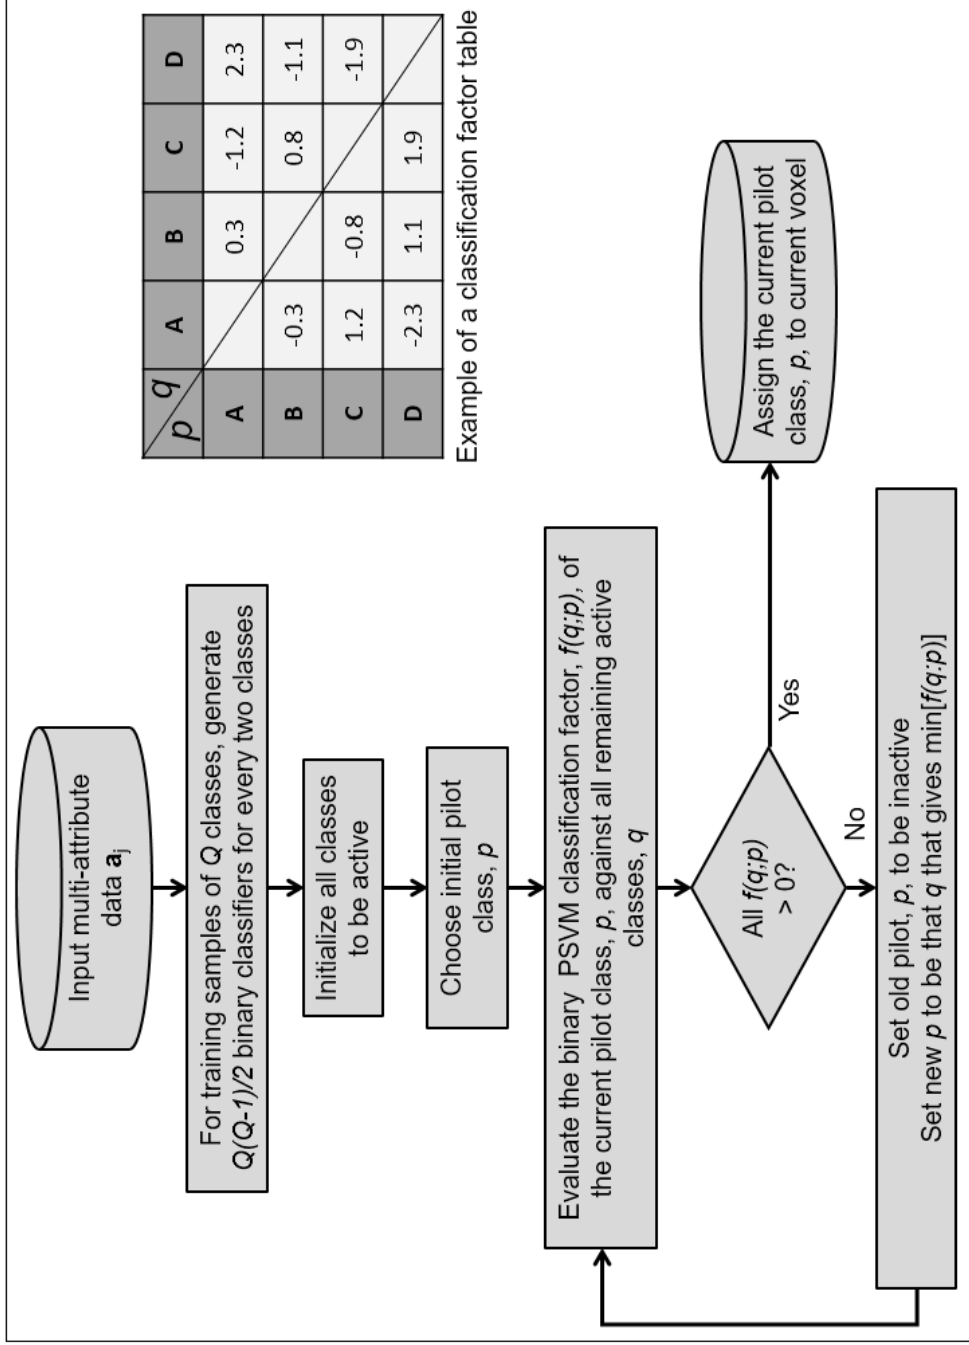 Input multi-attribute
data aj
For training samples of Q classes, generate
Q(Q-1)/2 binary classifiers for every two classes
Initialize all classes
to be active
Choose initial pilot
class, p
Evaluate the binary PSVM classification factor, f(q;p), of
the current pilot class, p, against all remaining active
classes, q
All f(q;p)
> 0?
Yes
No
Assign the current pilot
class, p, to current voxel
Set old pilot, p, to be inactive
Set new p to be that q that gives min[f(q:p)]
p q A B C D
A 0.3 -1.2 2.3
B -0.3 0.8 -1.1
C 1.2 -0.8 -1.9
D -2.3 1.1 1.9
Example of a classification factor table